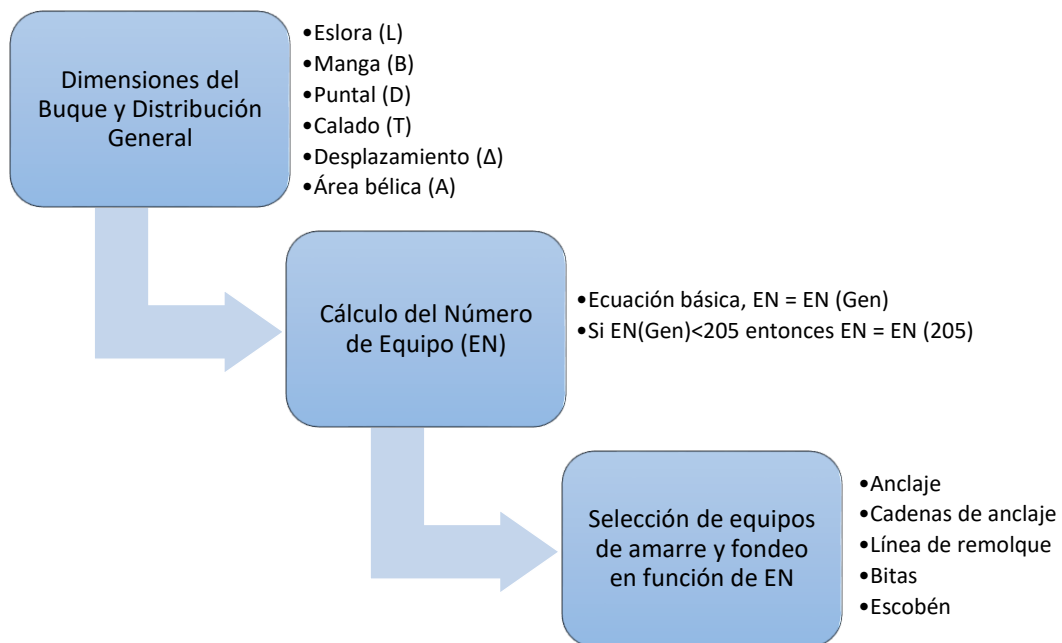 Dimensiones del
Buque y Distribución
General
•Eslora (L)
•Manga (B)
•Puntal (D)
•Calado (T)
•Desplazamiento (Δ)
•Área bélica (A)
Cálculo del Número
de Equipo (EN)
•Ecuación básica, EN = EN (Gen)
•Si EN(Gen)<205 entonces EN = EN (205)
Selección de equipos
de amarre y fondeo
en función de EN
•Anclaje
•Cadenas de anclaje
•Línea de remolque
•Bitas
•Escobén